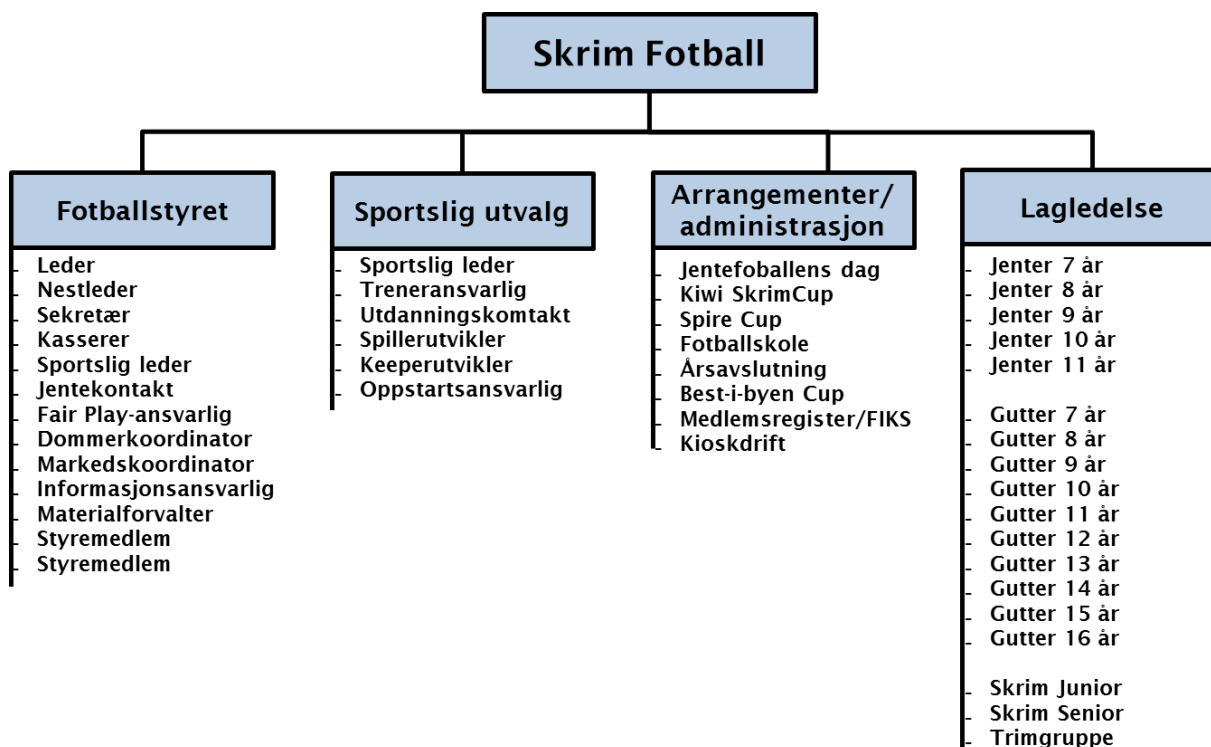 Skrim Fotball
Fotballstyret
- Leder
- Nestleder
- Sekretær
- Kasserer
- Sportslig leder
- Jentekontakt
- Fair Play-ansvarlig
- Dommerkoordinator
- Markedskoordinator
- Informasjonsansvarlig
- Materialforvalter
- Styremedlem
- Styremedlem
Sportslig utvalg
- Sportslig leder
- Treneransvarlig
- Utdanningskomtakt
- Spillerutvikler
- Keeperutvikler
- Oppstartsansvarlig
Arrangementer/
administrasjon
- Jentefoballens dag
- Kiwi SkrimCup
- Spire Cup
- Fotballskole
- Årsavslutning
- Best-i-byen Cup
- Medlemsregister/FIKS
- Kioskdrift
Lagledelse
- Jenter 7 år
- Jenter 8 år
- Jenter 9 år
- Jenter 10 år
- Jenter 11 år
- Gutter 7 år
- Gutter 8 år
- Gutter 9 år
- Gutter 10 år
- Gutter 11 år
- Gutter 12 år
- Gutter 13 år
- Gutter 14 år
- Gutter 15 år
- Gutter 16 år
- Skrim Junior
- Skrim Senior
- Trimgruppe